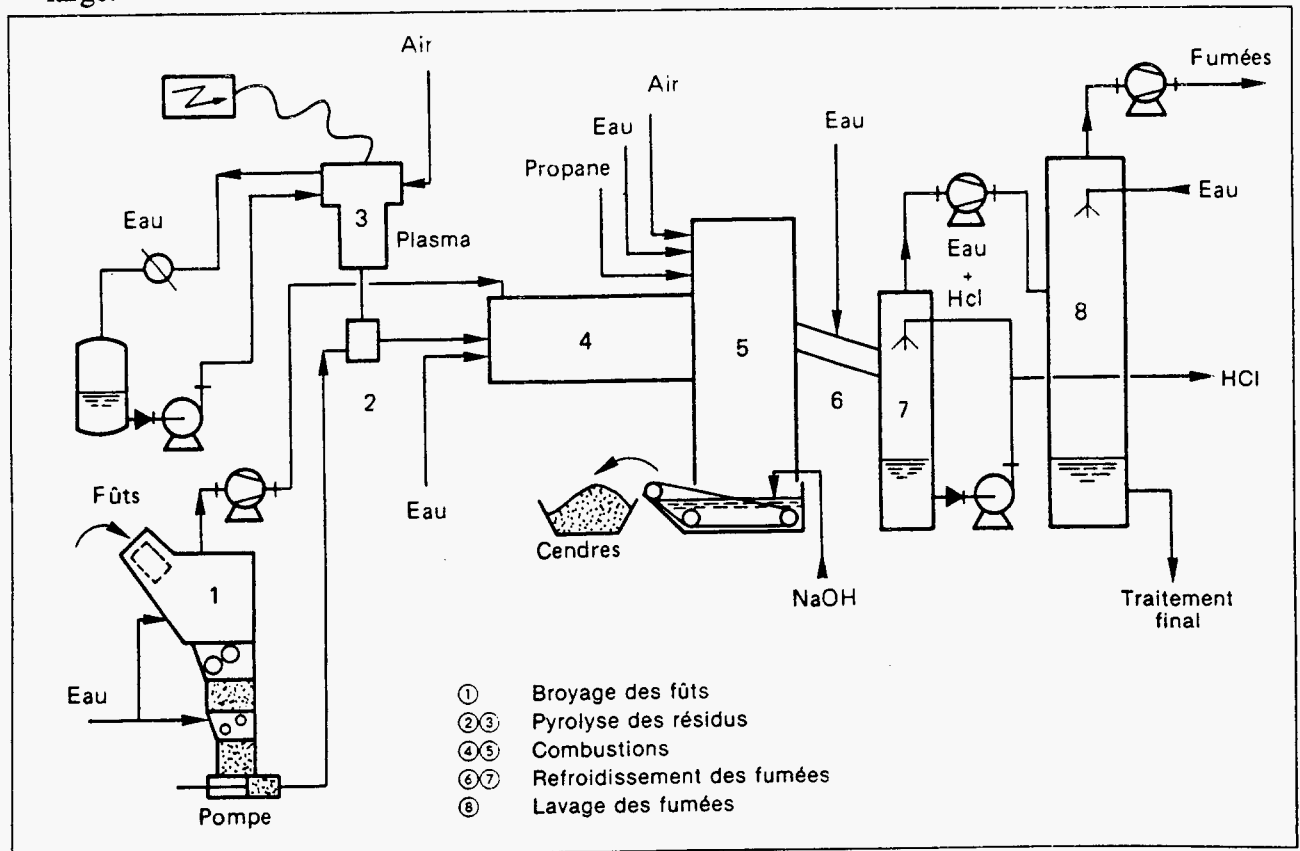 large.
Air
Fumées
Air
Eau
Eau
Propane
Eau
3
Eau
Plasma
Eau
+
Hcl
8
4
5
HCl
2
6
7
Fûts
Eau
Cendres
1
NaOH
Traitement
final
Eau
① Broyage des fûts
②③ Pyrolyse des résidus
④⑤ Combustions
⑥⑦ Refroidissement des fumées
⑧ Lavage des fumées
Pompe